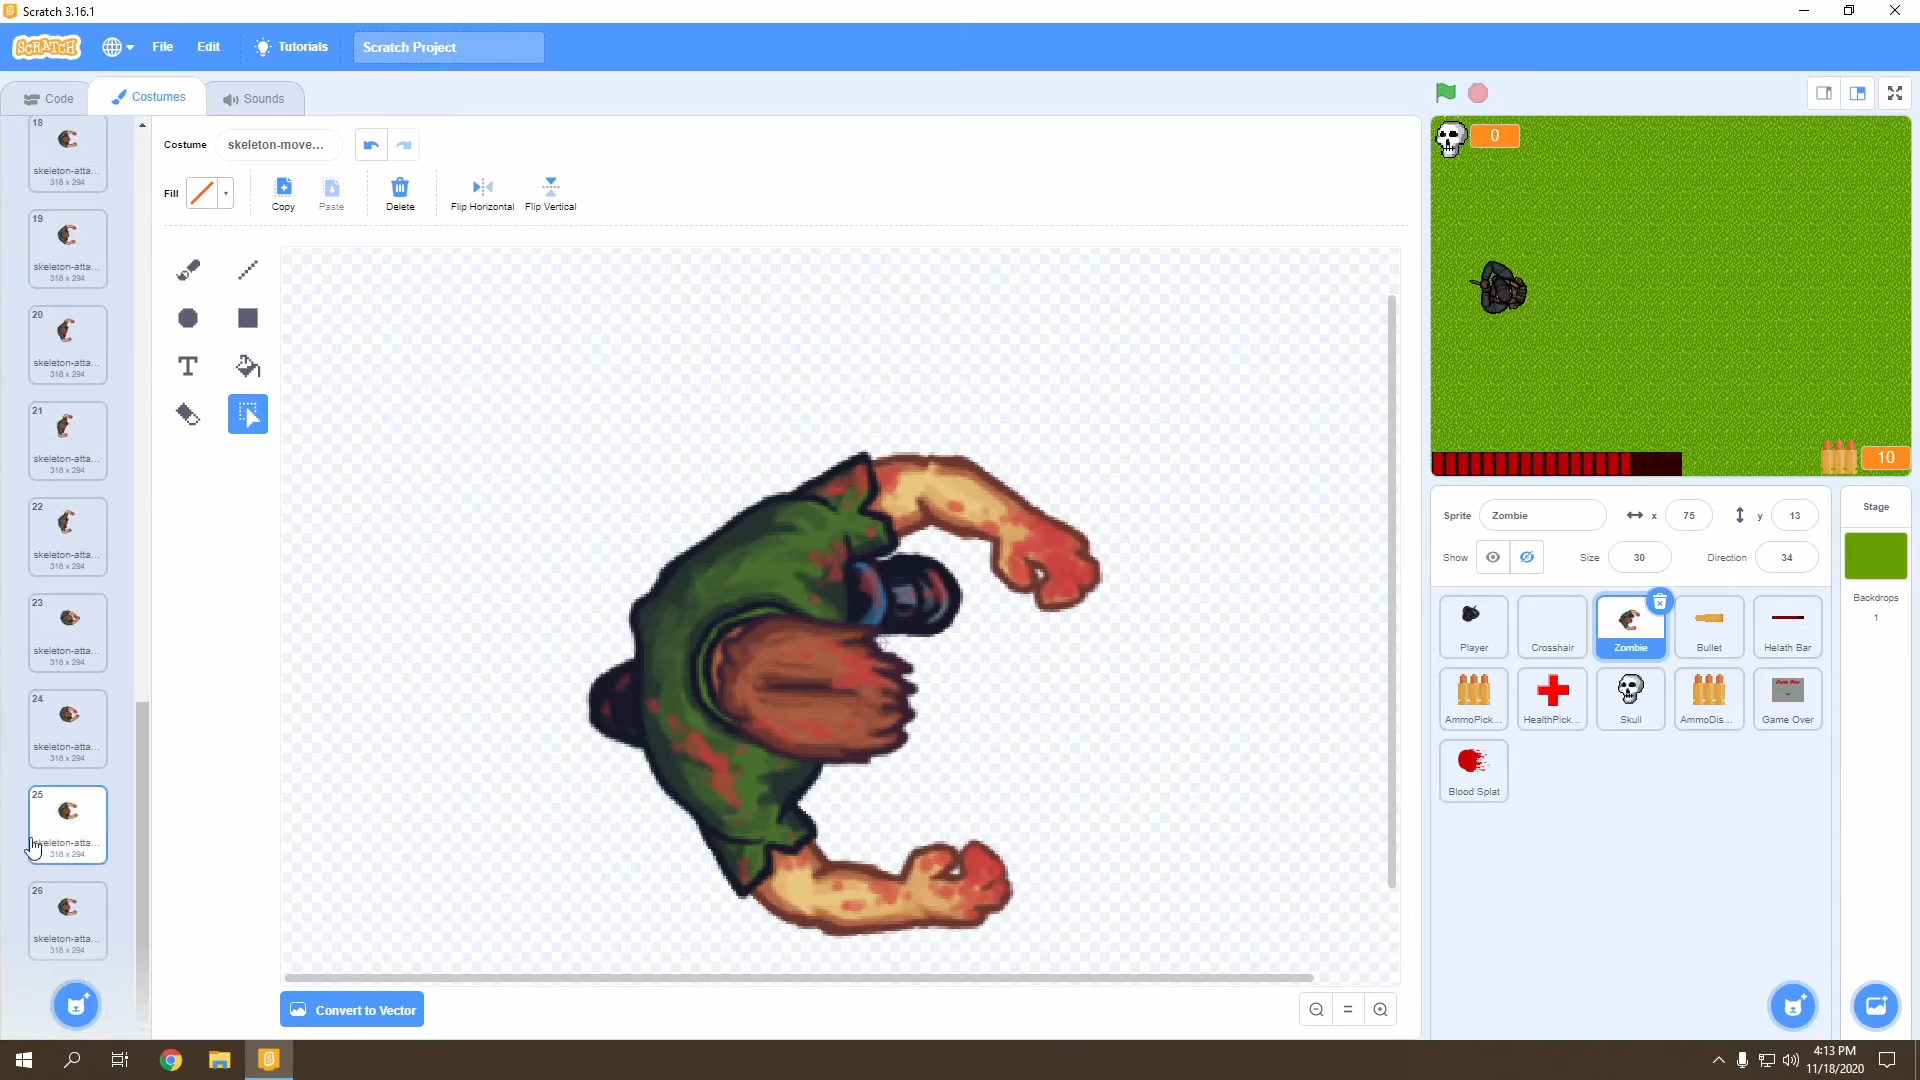 Scratch 3.16.1
SCRATCH
File
Edit
Tutorials
Scratch Project
Code
Costumes
Sounds
Costume
skeleton-move...
Fill
Copy
Paste
Delete
Flip Horizontal
Flip Vertical
18
skeleton-atta...
318 x 294
19
skeleton-atta...
318 x 294
20
skeleton-atta...
318 x 294
21
skeleton-atta...
318 x 294
22
skeleton-atta...
318 x 294
23
skeleton-atta...
318 x 294
24
skeleton-atta...
318 x 294
25
skeleton-atta...
318 x 294
26
skeleton-atta...
318 x 294
T
Convert to Vector
0
10
Sprite
Zombie
x
75
y
13
Show
Size
30
Direction
34
Player
Crosshair
Zombie
Bullet
Helath Bar
AmmoPick...
HealthPick...
Skull
AmmoDis...
Game Over
Blood Splat
Stage
Backdrops
1
4:13 PM
11/18/2020